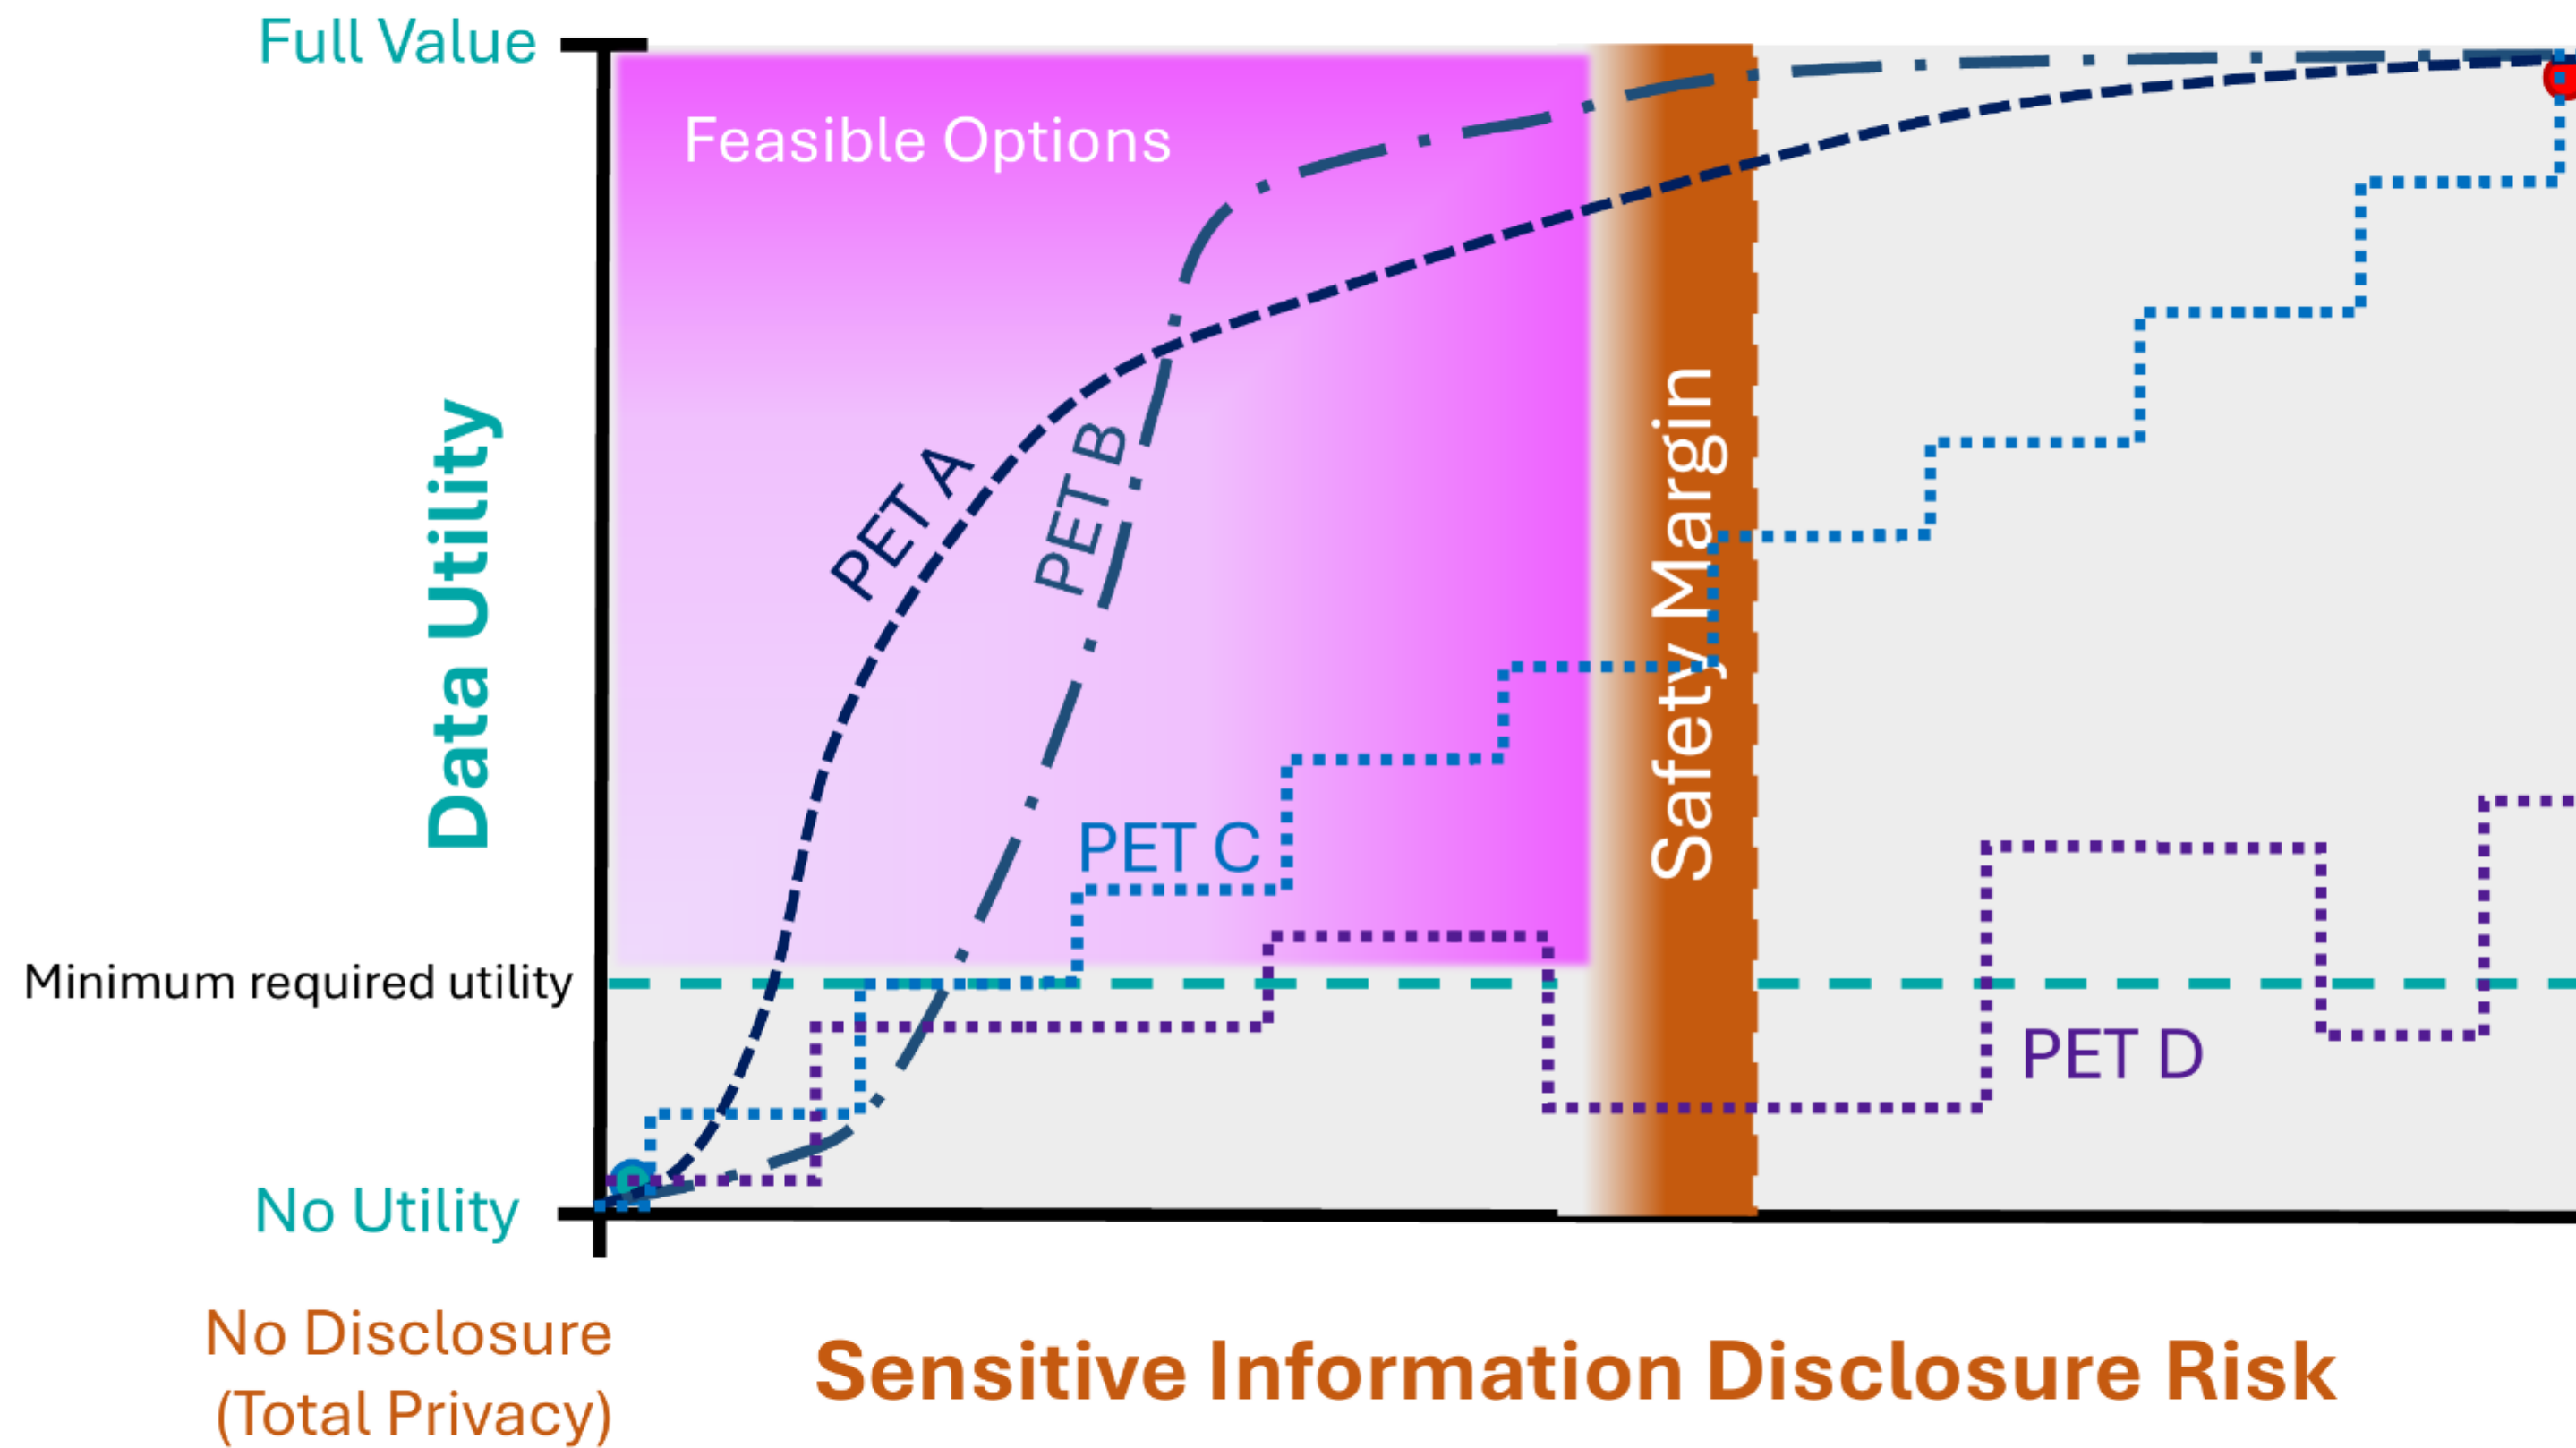 Full Value
Feasible Options
Data Utility
PET A
PET B
Safety Margin
PET C
Minimum required utility
PET D
No Utility
No Disclosure
(Total Privacy)
Sensitive Information Disclosure Risk